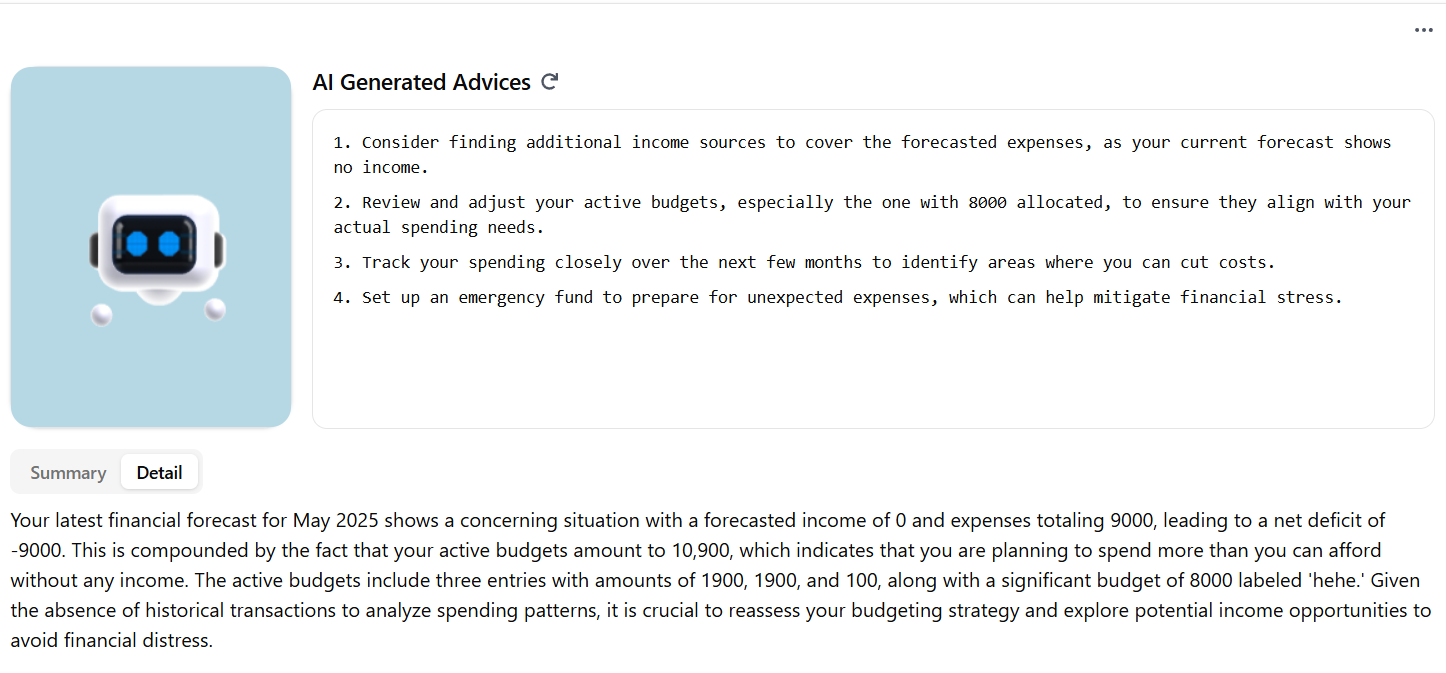 AI Generated Advices
1. Consider finding additional income sources to cover the forecasted expenses, as your current forecast shows
no income.
2. Review and adjust your active budgets, especially the one with 8000 allocated, to ensure they align with your
actual spending needs.
3. Track your spending closely over the next few months to identify areas where you can cut costs.
4. Set up an emergency fund to prepare for unexpected expenses, which can help mitigate financial stress.
Summary Detail
Your latest financial forecast for May 2025 shows a concerning situation with a forecasted income of 0 and expenses totaling 9000, leading to a net deficit of
-9000. This is compounded by the fact that your active budgets amount to 10,900, which indicates that you are planning to spend more than you can afford
without any income. The active budgets include three entries with amounts of 1900, 1900, and 100, along with a significant budget of 8000 labeled 'hehe.' Given
the absence of historical transactions to analyze spending patterns, it is crucial to reassess your budgeting strategy and explore potential income opportunities to
avoid financial distress.